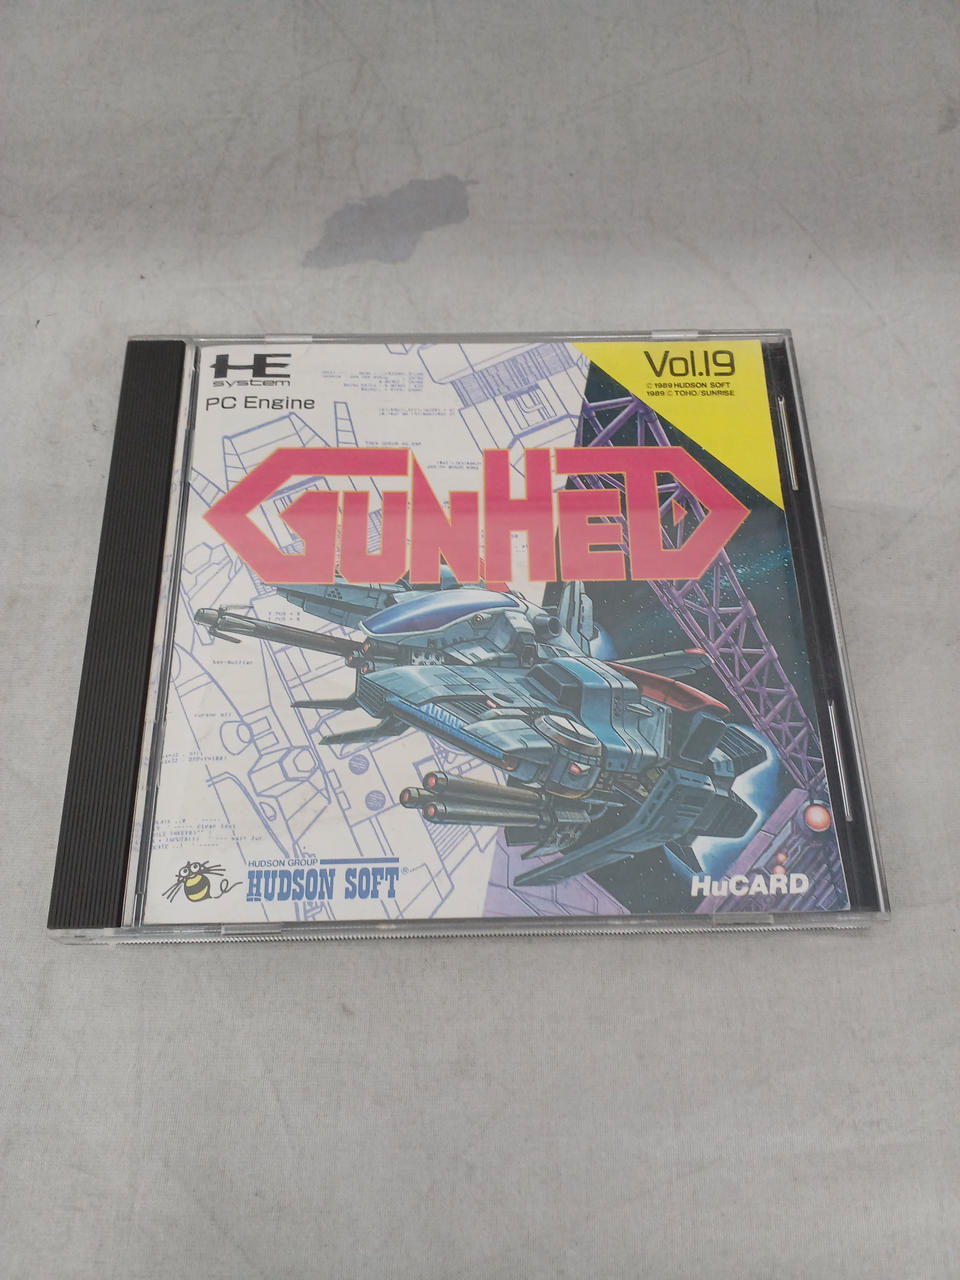 HE
system
PC Engine
Vol.19
© 1989 HUDSON SOFT
1989 © TOHO/SUNRISE
GUNHED
HUDSON GROUP
HUDSON SOFT®
HuCARD